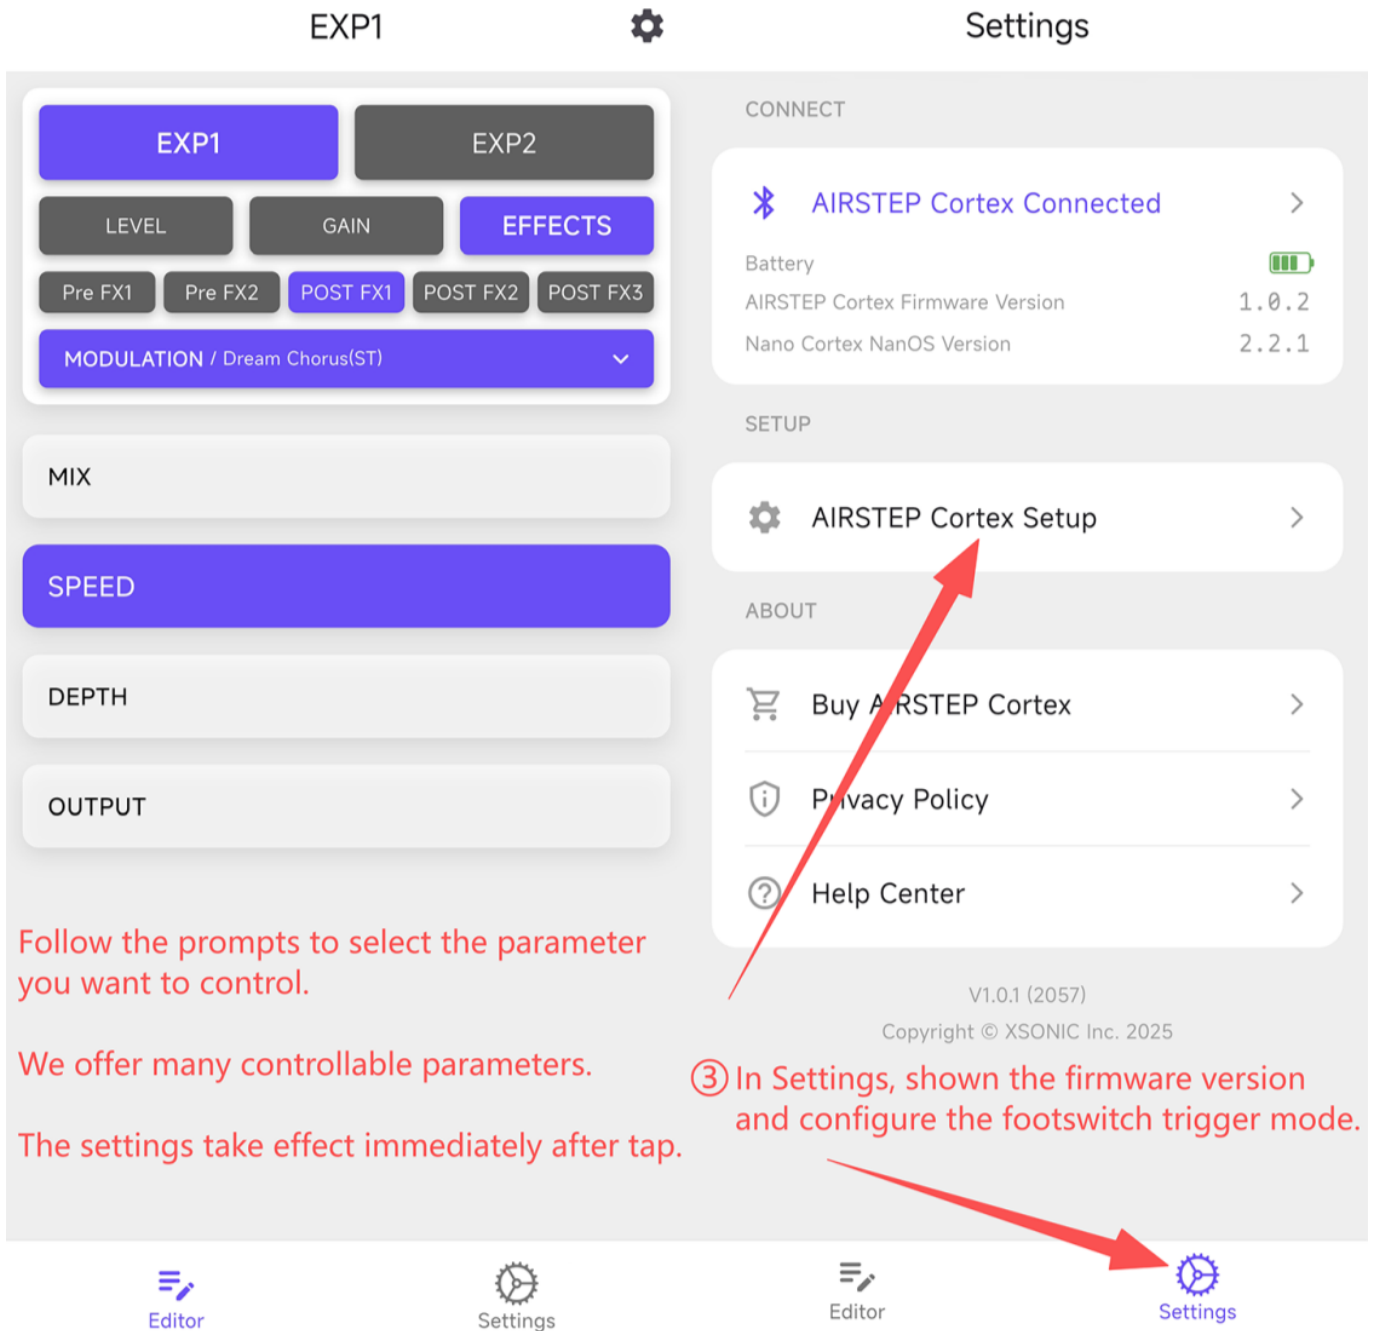 EXP1
EXP1
EXP2
LEVEL
GAIN
EFFECTS
Pre FX1
Pre FX2
POST FX1
POST FX2
POST FX3
MODULATION / Dream Chorus(ST)
MIX
SPEED
DEPTH
OUTPUT
Follow the prompts to select the parameter
you want to control.
We offer many controllable parameters.
The settings take effect immediately after tap.
Editor
Settings
Settings
CONNECT
AIRSTEP Cortex Connected
Battery
AIRSTEP Cortex Firmware Version 1.0.2
Nano Cortex NanOS Version 2.2.1
SETUP
AIRSTEP Cortex Setup
ABOUT
Buy AIRSTEP Cortex
Privacy Policy
Help Center
V1.0.1 (2057)
Copyright © XSONIC Inc. 2025
③ In Settings, shown the firmware version
and configure the footswitch trigger mode.
Editor
Settings